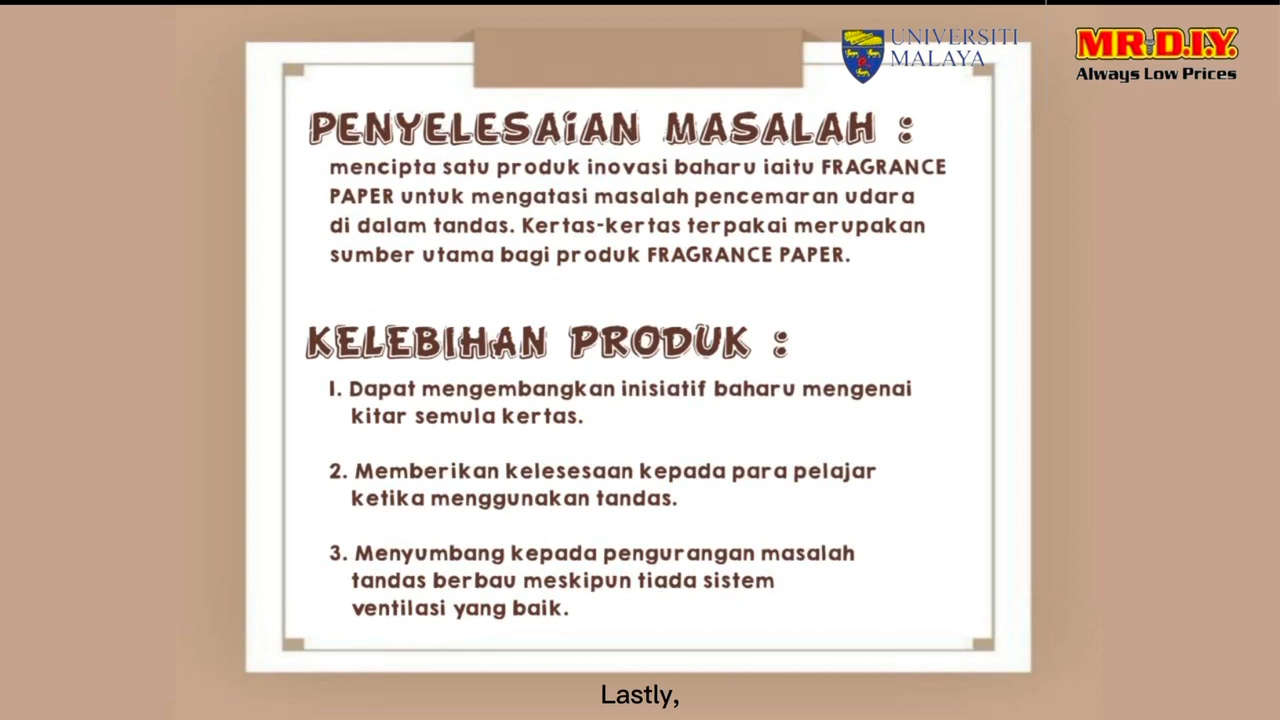 UNIVERSITI
MALAYA
MR.D.I.Y.
Always Low Prices
PENYELESAiAN MASALAH :
mencipta satu produk inovasi baharu iaitu FRAGRANCE
PAPER untuk mengatasi masalah pencemaran udara
di dalam tandas. Kertas-kertas terpakai merupakan
sumber utama bagi produk FRAGRANCE PAPER.
KELEBIHAN PRODUK :
1. Dapat mengembangkan inisiatif baharu mengenai
kitar semula kertas.
2. Memberikan kelesesaan kepada para pelajar
ketika menggunakan tandas.
3. Menyumbang kepada pengurangan masalah
tandas berbau meskipun tiada sistem
ventilasi yang baik.
Lastly,